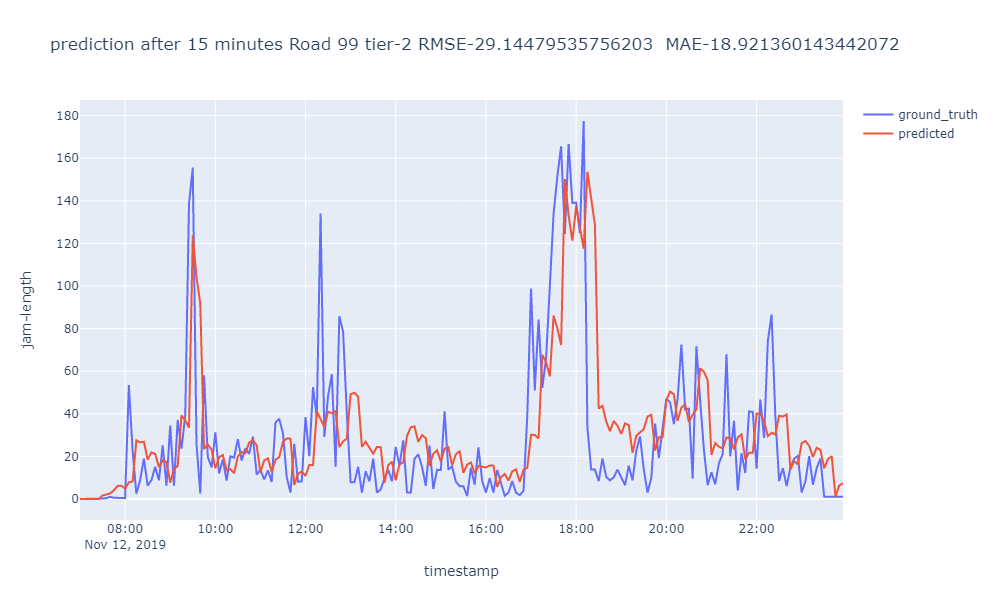 prediction after 15 minutes Road 99 tier-2 RMSE-29.14479535756203  MAE-18.921360143442072
ground_truth
predicted
jam-length
180
160
140
120
100
80
60
40
20
0
08:00 10:00 12:00 14:00 16:00 18:00 20:00 22:00
Nov 12, 2019
timestamp